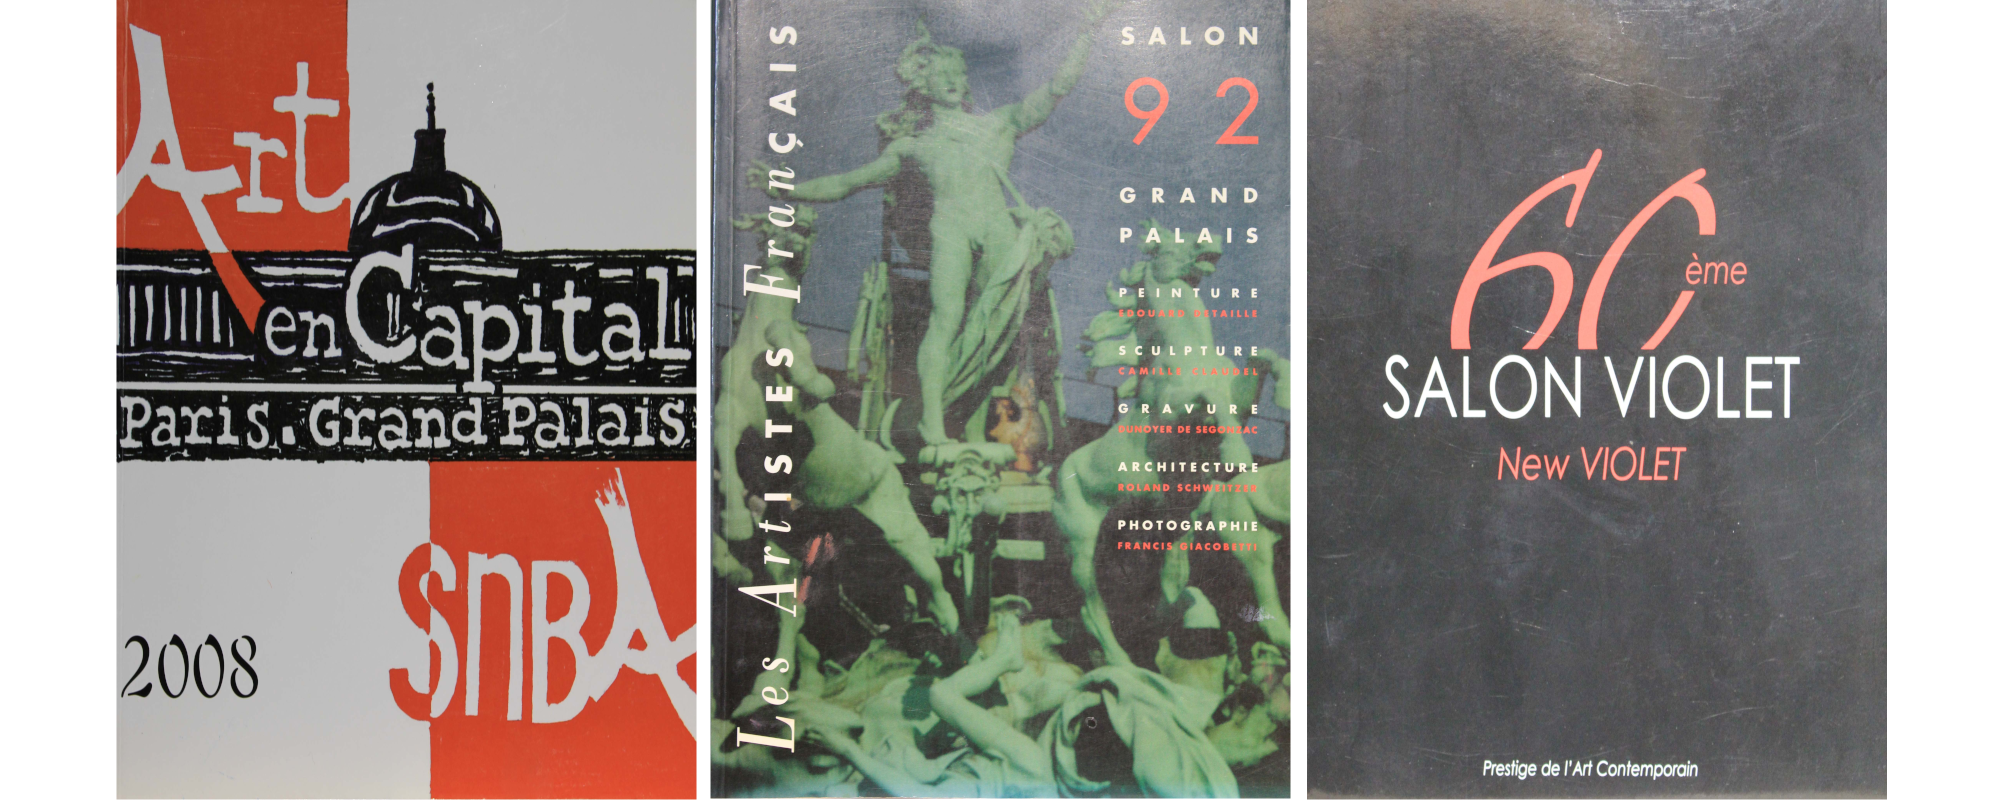 Art
en Capital
Paris. Grand Palais
SNBA
2008
Les Artistes Français
SALON
92
GRAND
PALAIS
PEINTURE
EDOUARD DETAILLE
SCULPTURE
CAMILLE CLAUDEL
GRAVURE
DUNOYER DE SEGONZAC
ARCHITECTURE
ROLAND SCHWEITZER
PHOTOGRAPHIE
FRANCIS GIACOBETTI
60ème
SALON VIOLET
New VIOLET
Prestige de l'Art Contemporain